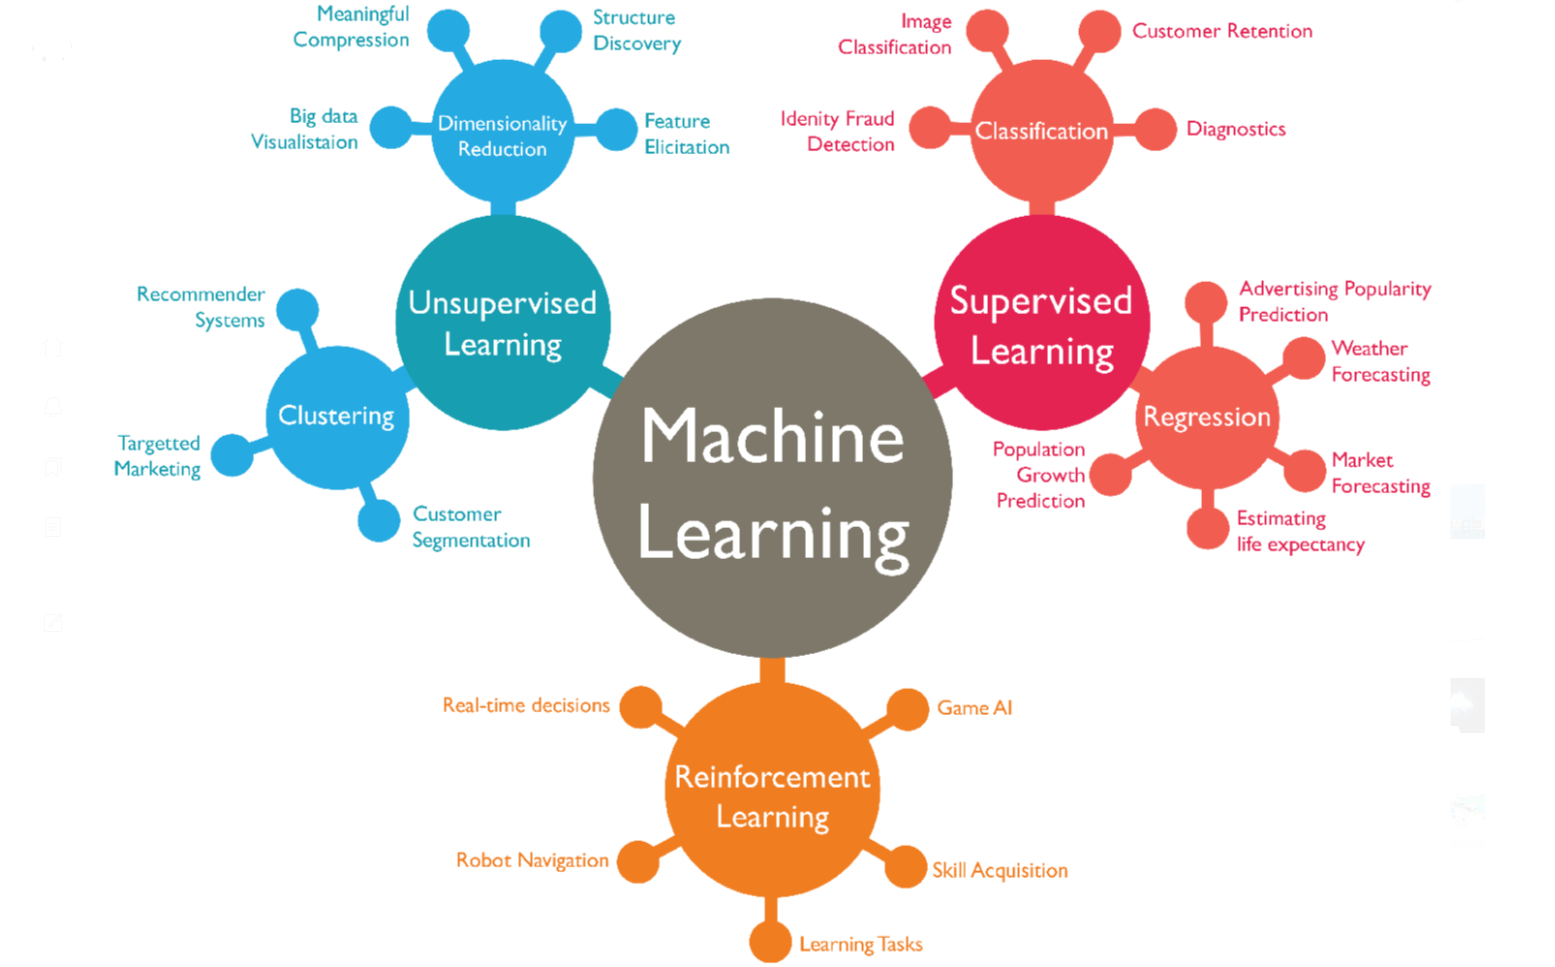 Meaningful
Compression
Structure
Discovery
Big data
Visualistaion
Dimensionality
Reduction
Feature
Elicitation
Image
Classification
Customer Retention
Idenity Fraud
Detection
Classification
Diagnostics
Recommender
Systems
Unsupervised
Learning
Clustering
Targetted
Marketing
Customer
Segmentation
Supervised
Learning
Advertising Popularity
Prediction
Weather
Forecasting
Regression
Population
Growth
Prediction
Market
Forecasting
Estimating
life expectancy
Machine
Learning
Real-time decisions
Game AI
Reinforcement
Learning
Robot Navigation
Skill Acquisition
Learning Tasks